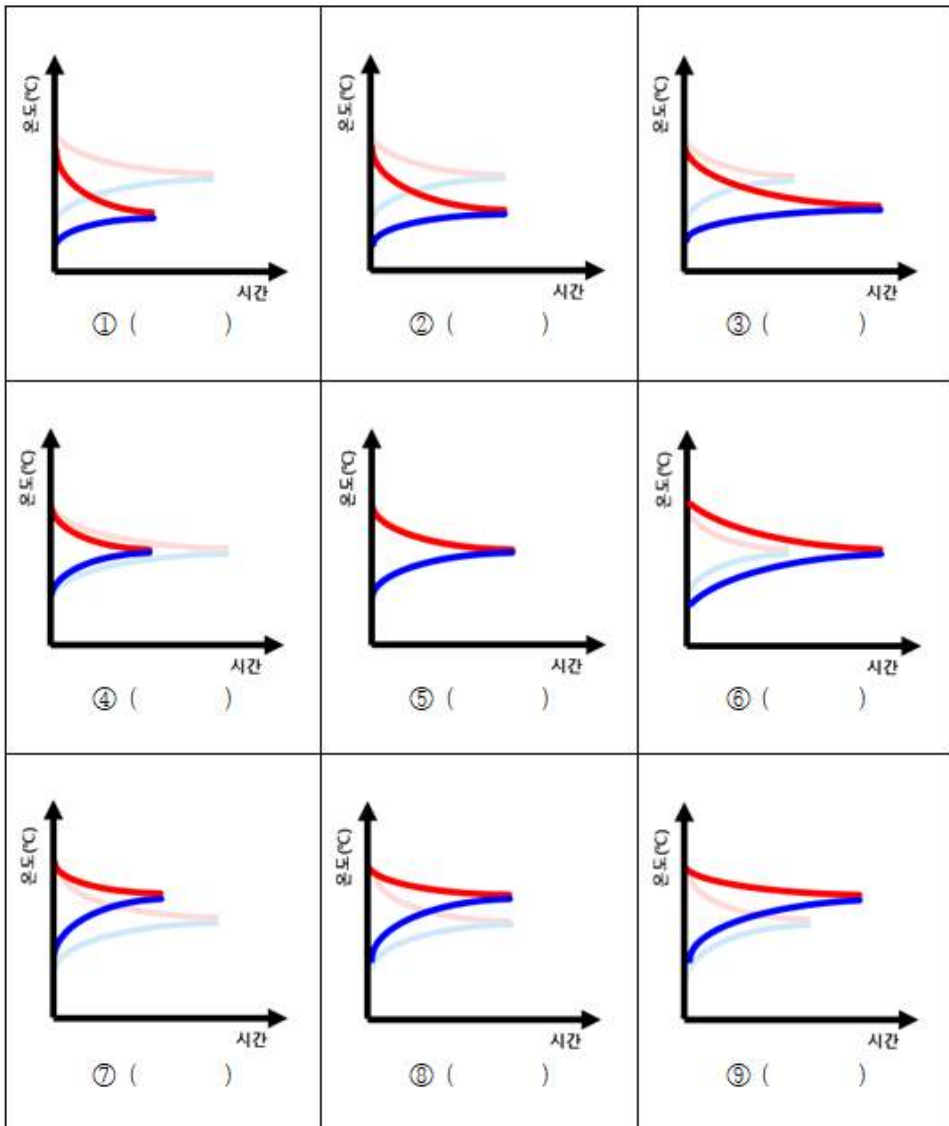 온도(℃)
시간
① (          )
온도(℃)
시간
② (          )
온도(℃)
시간
③ (          )
온도(℃)
시간
④ (          )
온도(℃)
시간
⑤ (          )
온도(℃)
시간
⑥ (          )
온도(℃)
시간
⑦ (          )
온도(℃)
시간
⑧ (          )
온도(℃)
시간
⑨ (          )